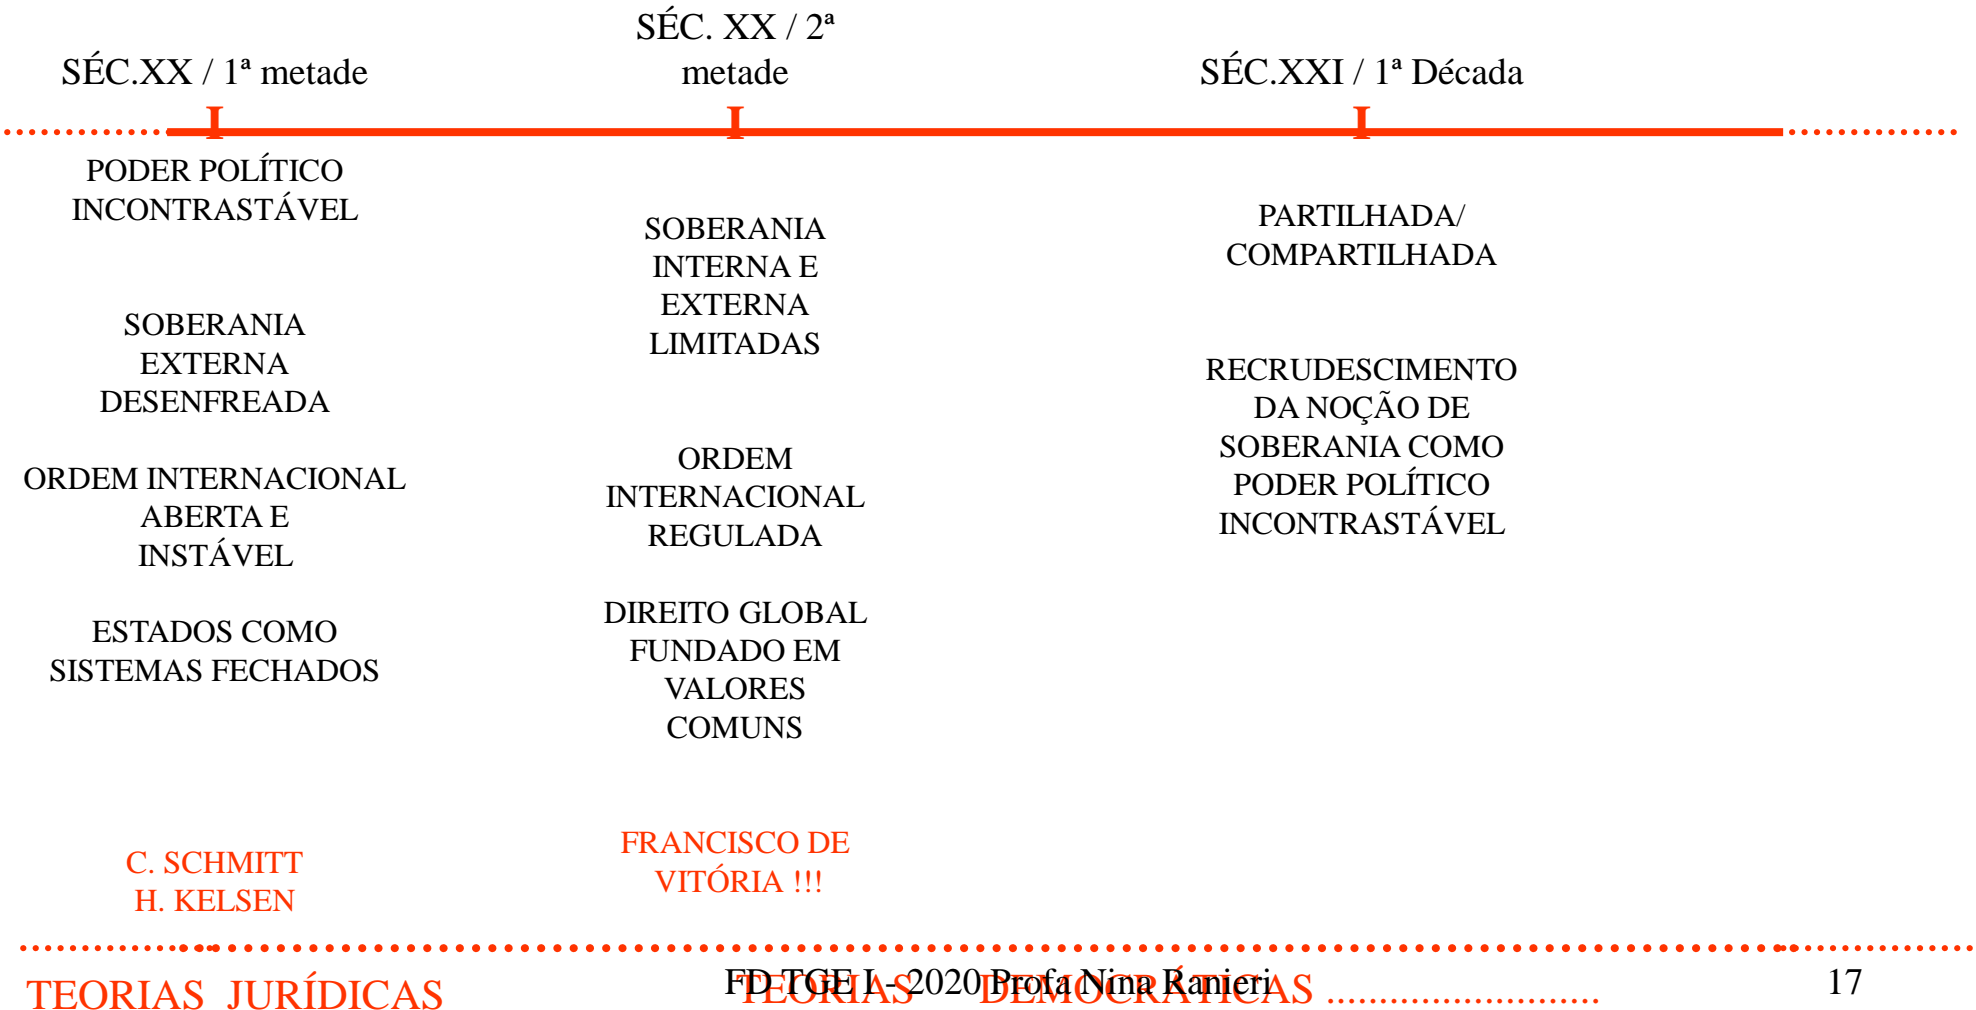 SÉC.XX / 1ª metade
SÉC. XX / 2ª
metade
SÉC.XXI / 1ª Década
I
I
I
PODER POLÍTICO
INCONTRASTÁVEL
SOBERANIA
EXTERNA
DESENFREADA
ORDEM INTERNACIONAL
ABERTA E
INSTÁVEL
ESTADOS COMO
SISTEMAS FECHADOS
C. SCHMITT
H. KELSEN
SOBERANIA
INTERNA E
EXTERNA
LIMITADAS
ORDEM
INTERNACIONAL
REGULADA
DIREITO GLOBAL
FUNDADO EM
VALORES
COMUNS
FRANCISCO DE
VITÓRIA !!!
PARTILHADA/
COMPARTILHADA
RECRUDESCIMENTO
DA NOÇÃO DE
SOBERANIA COMO
PODER POLÍTICO
INCONTRASTÁVEL
TEORIAS JURÍDICAS
TEORIAS DEMOCRÁTICAS ...........................
FD TGE I - 2020 Profa Nina Ranieri
17